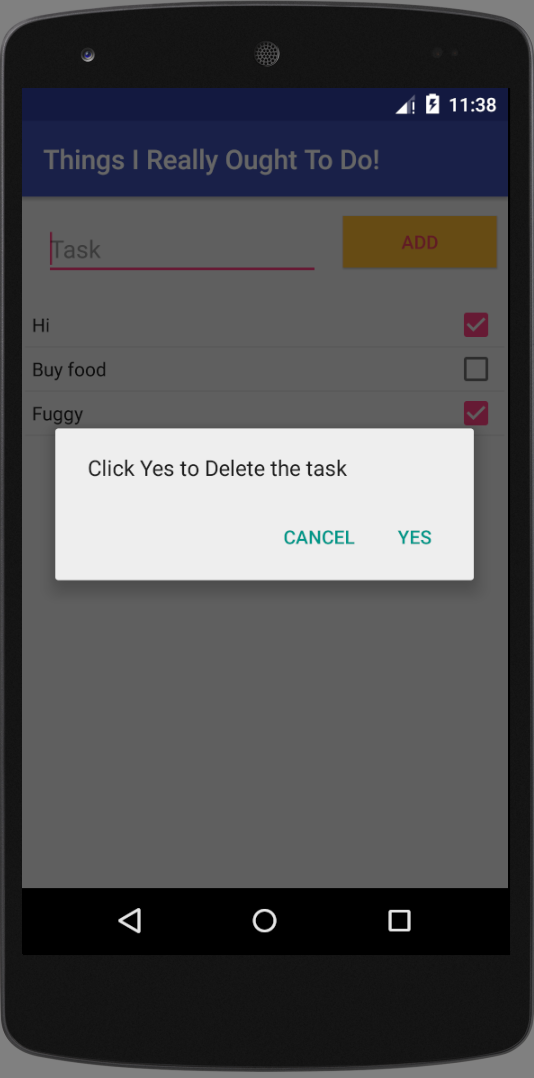 11:38
Things I Really Ought To Do!
Task
ADD
Hi
Buy food
Fuggy
Click Yes to Delete the task
CANCEL YES